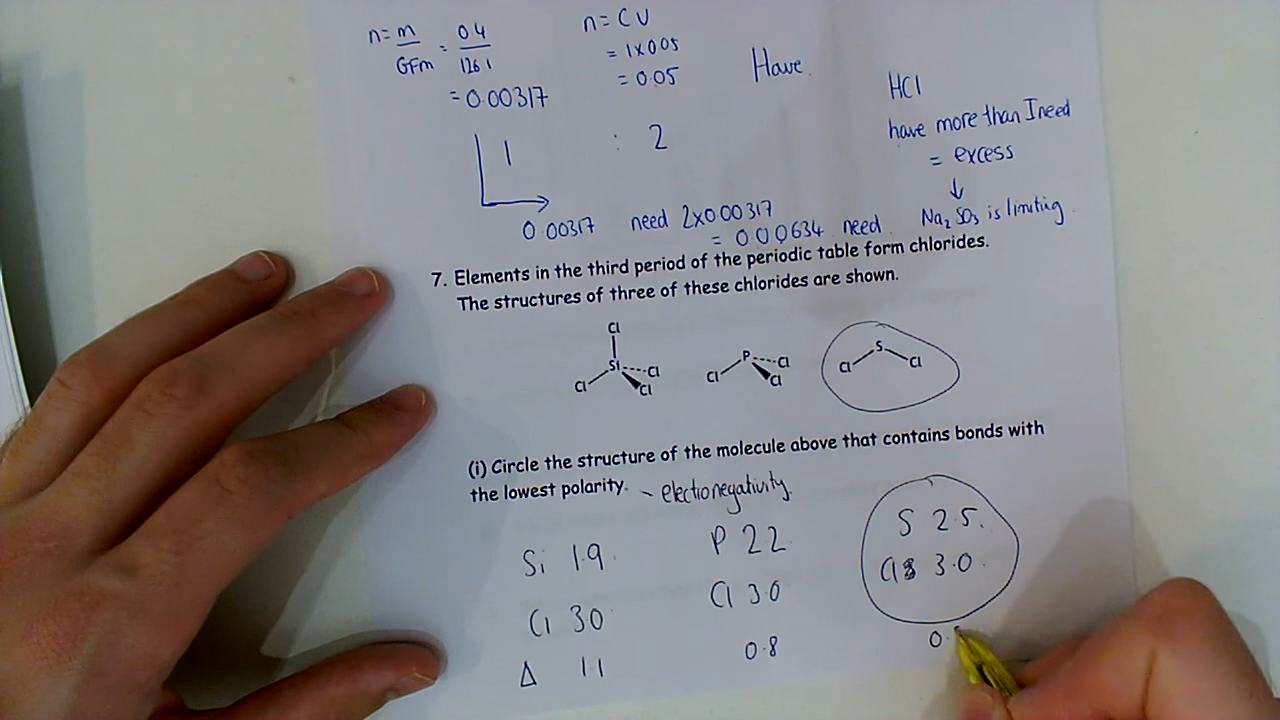 n = m/GFm = 0.4/126.1
= 0.00317
n = CV
= 1 x 0.05
= 0.05
Have
HCl
have more than I need
= excess
↓
Na2SO3 is limiting
1 : 2
0.00317 need 2x0.00317
= 0.00634 need
7. Elements in the third period of the periodic table form chlorides.
The structures of three of these chlorides are shown.
Cl
Si Cl
Cl Cl
P Cl
Cl Cl
S
Cl Cl
(i) Circle the structure of the molecule above that contains bonds with
the lowest polarity. - electronegativity.
Si 1.9
Cl 3.0
Δ 1.1
P 2.2
Cl 3.0
0.8
S 2.5.
Cl 3.0
0.